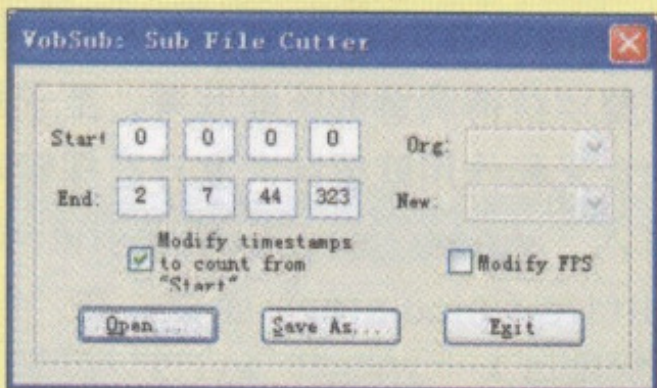 VobSub: Sub File Cutter
Start 0 0 0 0 Org:
End: 2 7 44 323 New:
Modify timestamps
to count from
"Start"
Modify FPS
Open.... Save As.... Exit